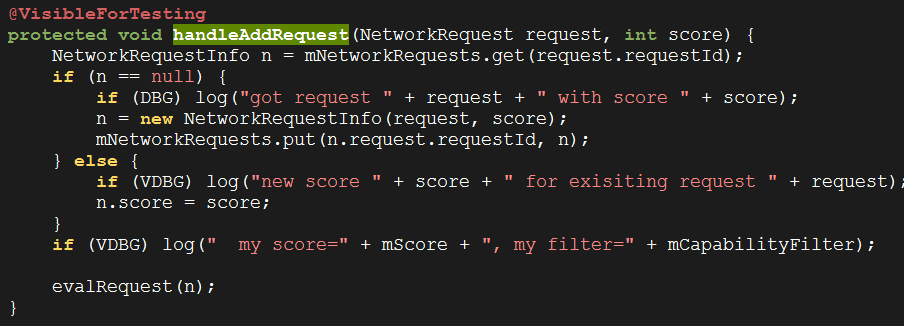 @VisibleForTesting
protected void handleAddRequest(NetworkRequest request, int score) {
    NetworkRequestInfo n = mNetworkRequests.get(request.requestId);
    if (n == null) {
        if (DBG) log("got request " + request + " with score " + score);
        n = new NetworkRequestInfo(request, score);
        mNetworkRequests.put(n.request.requestId, n);
    } else {
        if (VDBG) log("new score " + score + " for exisiting request " + request);
        n.score = score;
    }
    if (VDBG) log("  my score=" + mScore + ", my filter=" + mCapabilityFilter);
    evalRequest(n);
}